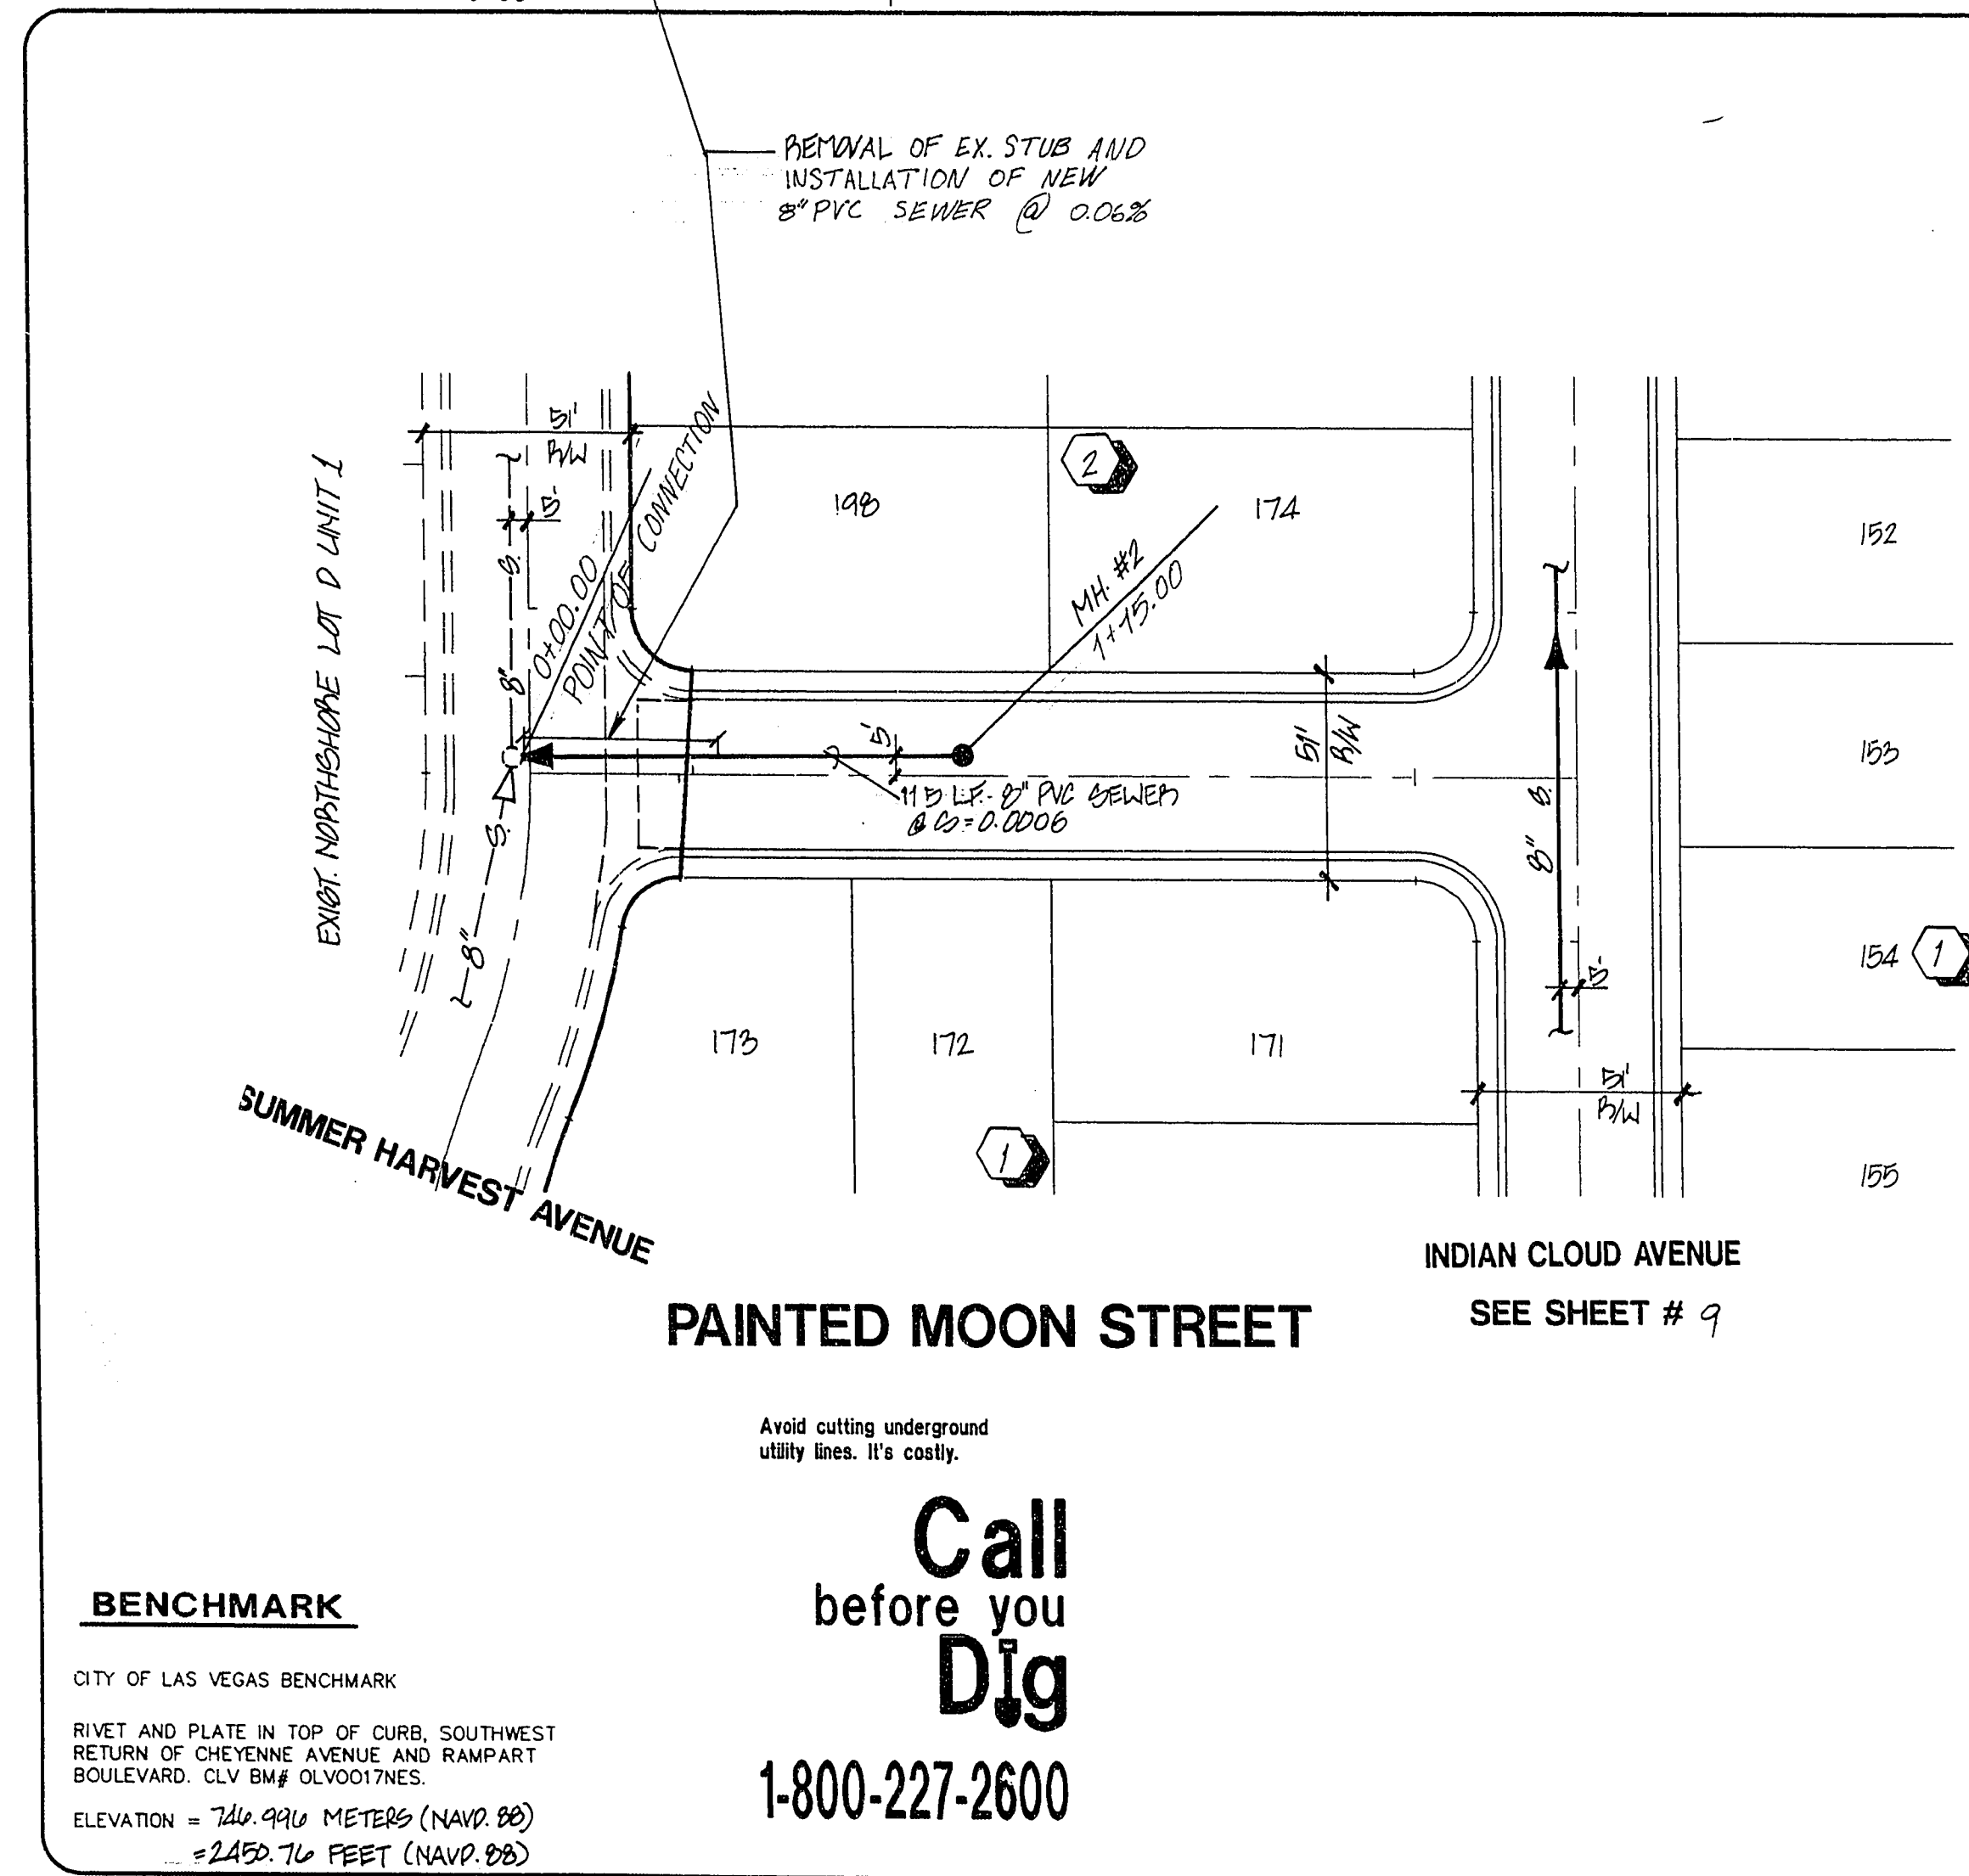 REMOVAL OF EX. STUB AND
INSTALLATION OF NEW
8" PVC SEWER @ 0.06%
51'
R/W
5'
8" S.
EXIST. NORTHSHORE LOT D UNIT 1
0+00.00
POINT OF CONNECTION
198
2
174
MH. #2
1+15.00
152
5'
51'
R/W
153
115 L.F. - 8" PVC SEWER
@ S=0.0006
8" S.
8" S.
154
1
5'
173
172
171
51'
R/W
1
155
SUMMER HARVEST AVENUE
INDIAN CLOUD AVENUE
SEE SHEET # 9
PAINTED MOON STREET
Avoid cutting underground
utility lines. It's costly.
Call
before you
Dig
1-800-227-2600
BENCHMARK
CITY OF LAS VEGAS BENCHMARK
RIVET AND PLATE IN TOP OF CURB, SOUTHWEST
RETURN OF CHEYENNE AVENUE AND RAMPART
BOULEVARD. CLV BM# OLV0017NES.
ELEVATION = 746.996 METERS (NAVD. 88)
=2450.76 FEET (NAVD. 88)